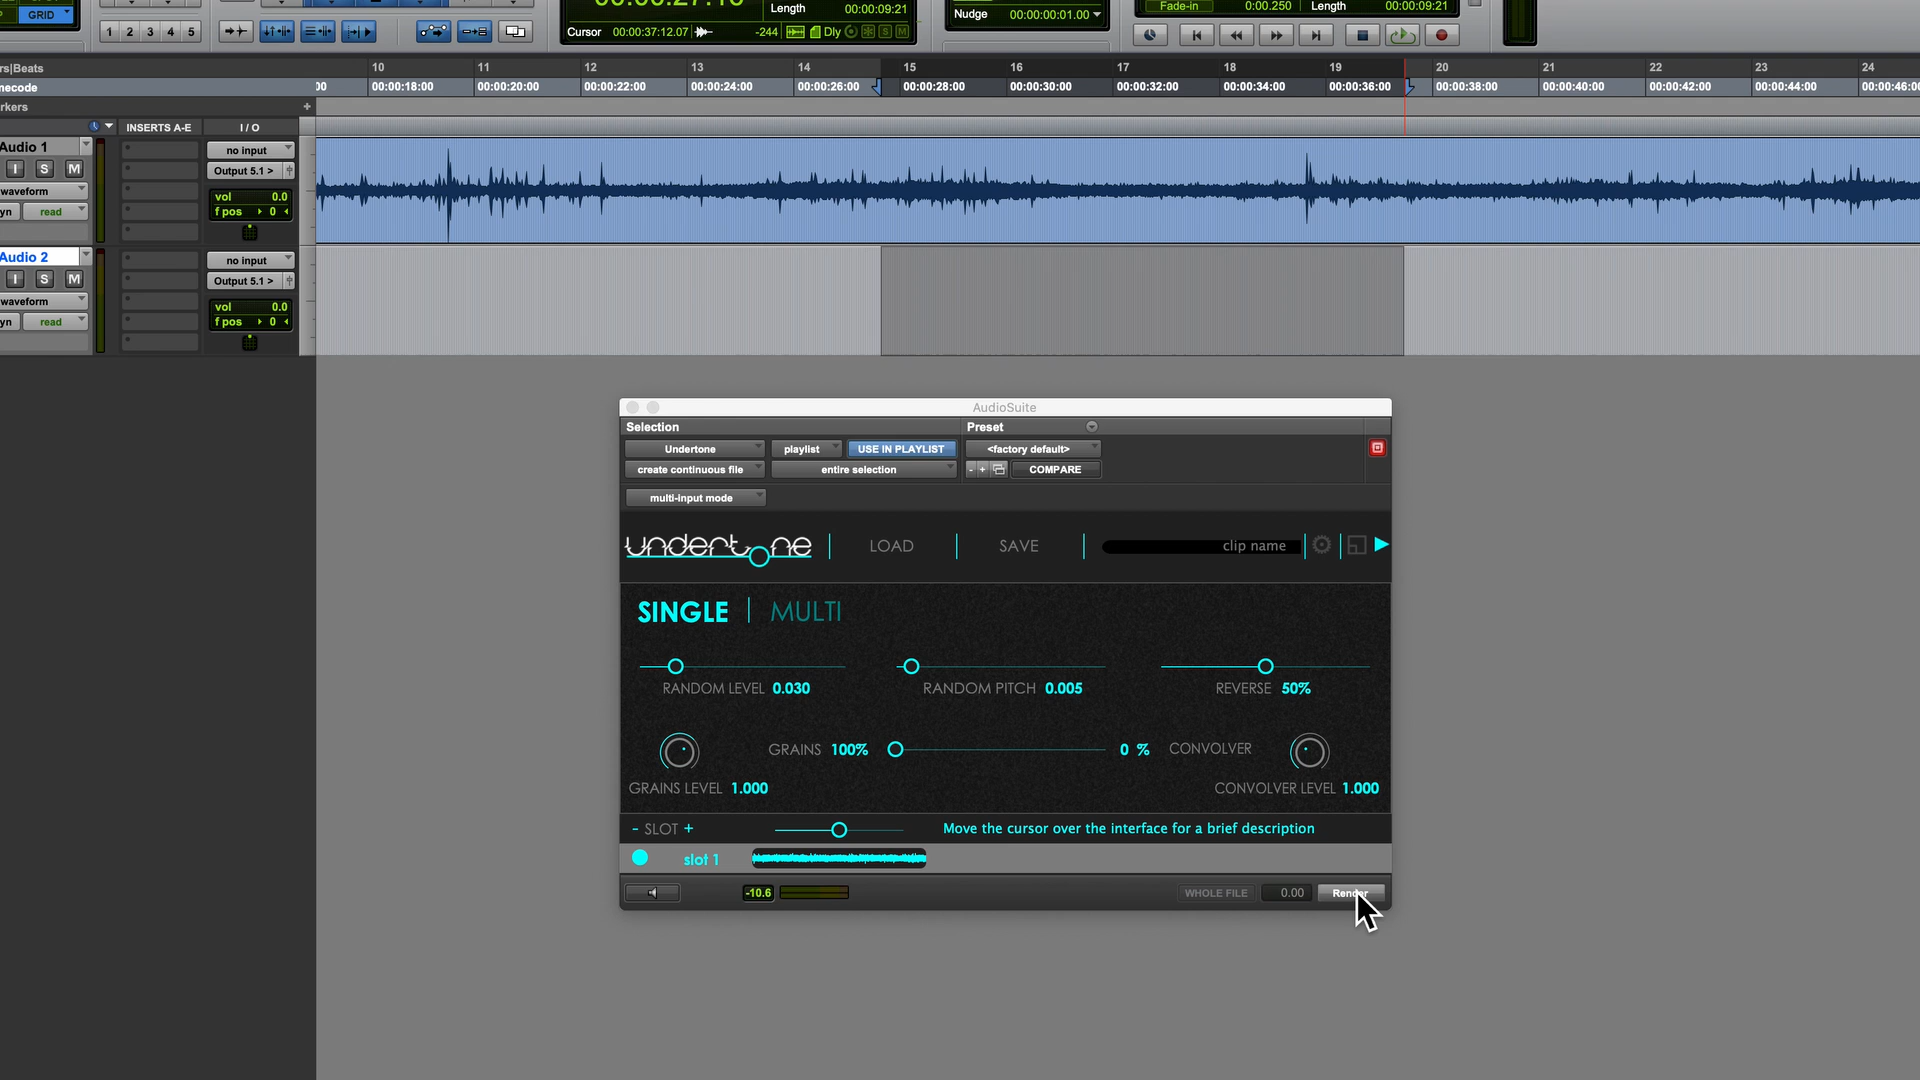 GRID
1 2 3 4 5
Length 00:00:09:21
Cursor 00:00:37:12.07 -244 Dly S M
Nudge 00:00:00:01.00
Fade-in 0:00.250 Length 00:00:09:21
rs|Beats 10 11 12 13 14 15 16 17 18 19 20 21 22 23 24
necode 00 00:00:18:00 00:00:20:00 00:00:22:00 00:00:24:00 00:00:26:00 00:00:28:00 00:00:30:00 00:00:32:00 00:00:34:00 00:00:36:00 00:00:38:00 00:00:40:00 00:00:42:00 00:00:44:00 00:00:46:0
rkers +
INSERTS A-E I / O
Audio 1 no input
I S M Output 5.1 >
waveform vol 0.0
yn read f pos 0
Audio 2 no input
I S M Output 5.1 >
waveform vol 0.0
yn read f pos 0
AudioSuite
Selection Preset
Undertone playlist USE IN PLAYLIST <factory default>
create continuous file entire selection - + COMPARE
multi-input mode
undertone LOAD SAVE clip name
SINGLE | MULTI
RANDOM LEVEL 0.030 RANDOM PITCH 0.005 REVERSE 50%
GRAINS 100% 0 % CONVOLVER
GRAINS LEVEL 1.000 CONVOLVER LEVEL 1.000
- SLOT + Move the cursor over the interface for a brief description
slot 1
-10.6 WHOLE FILE 0.00 Render